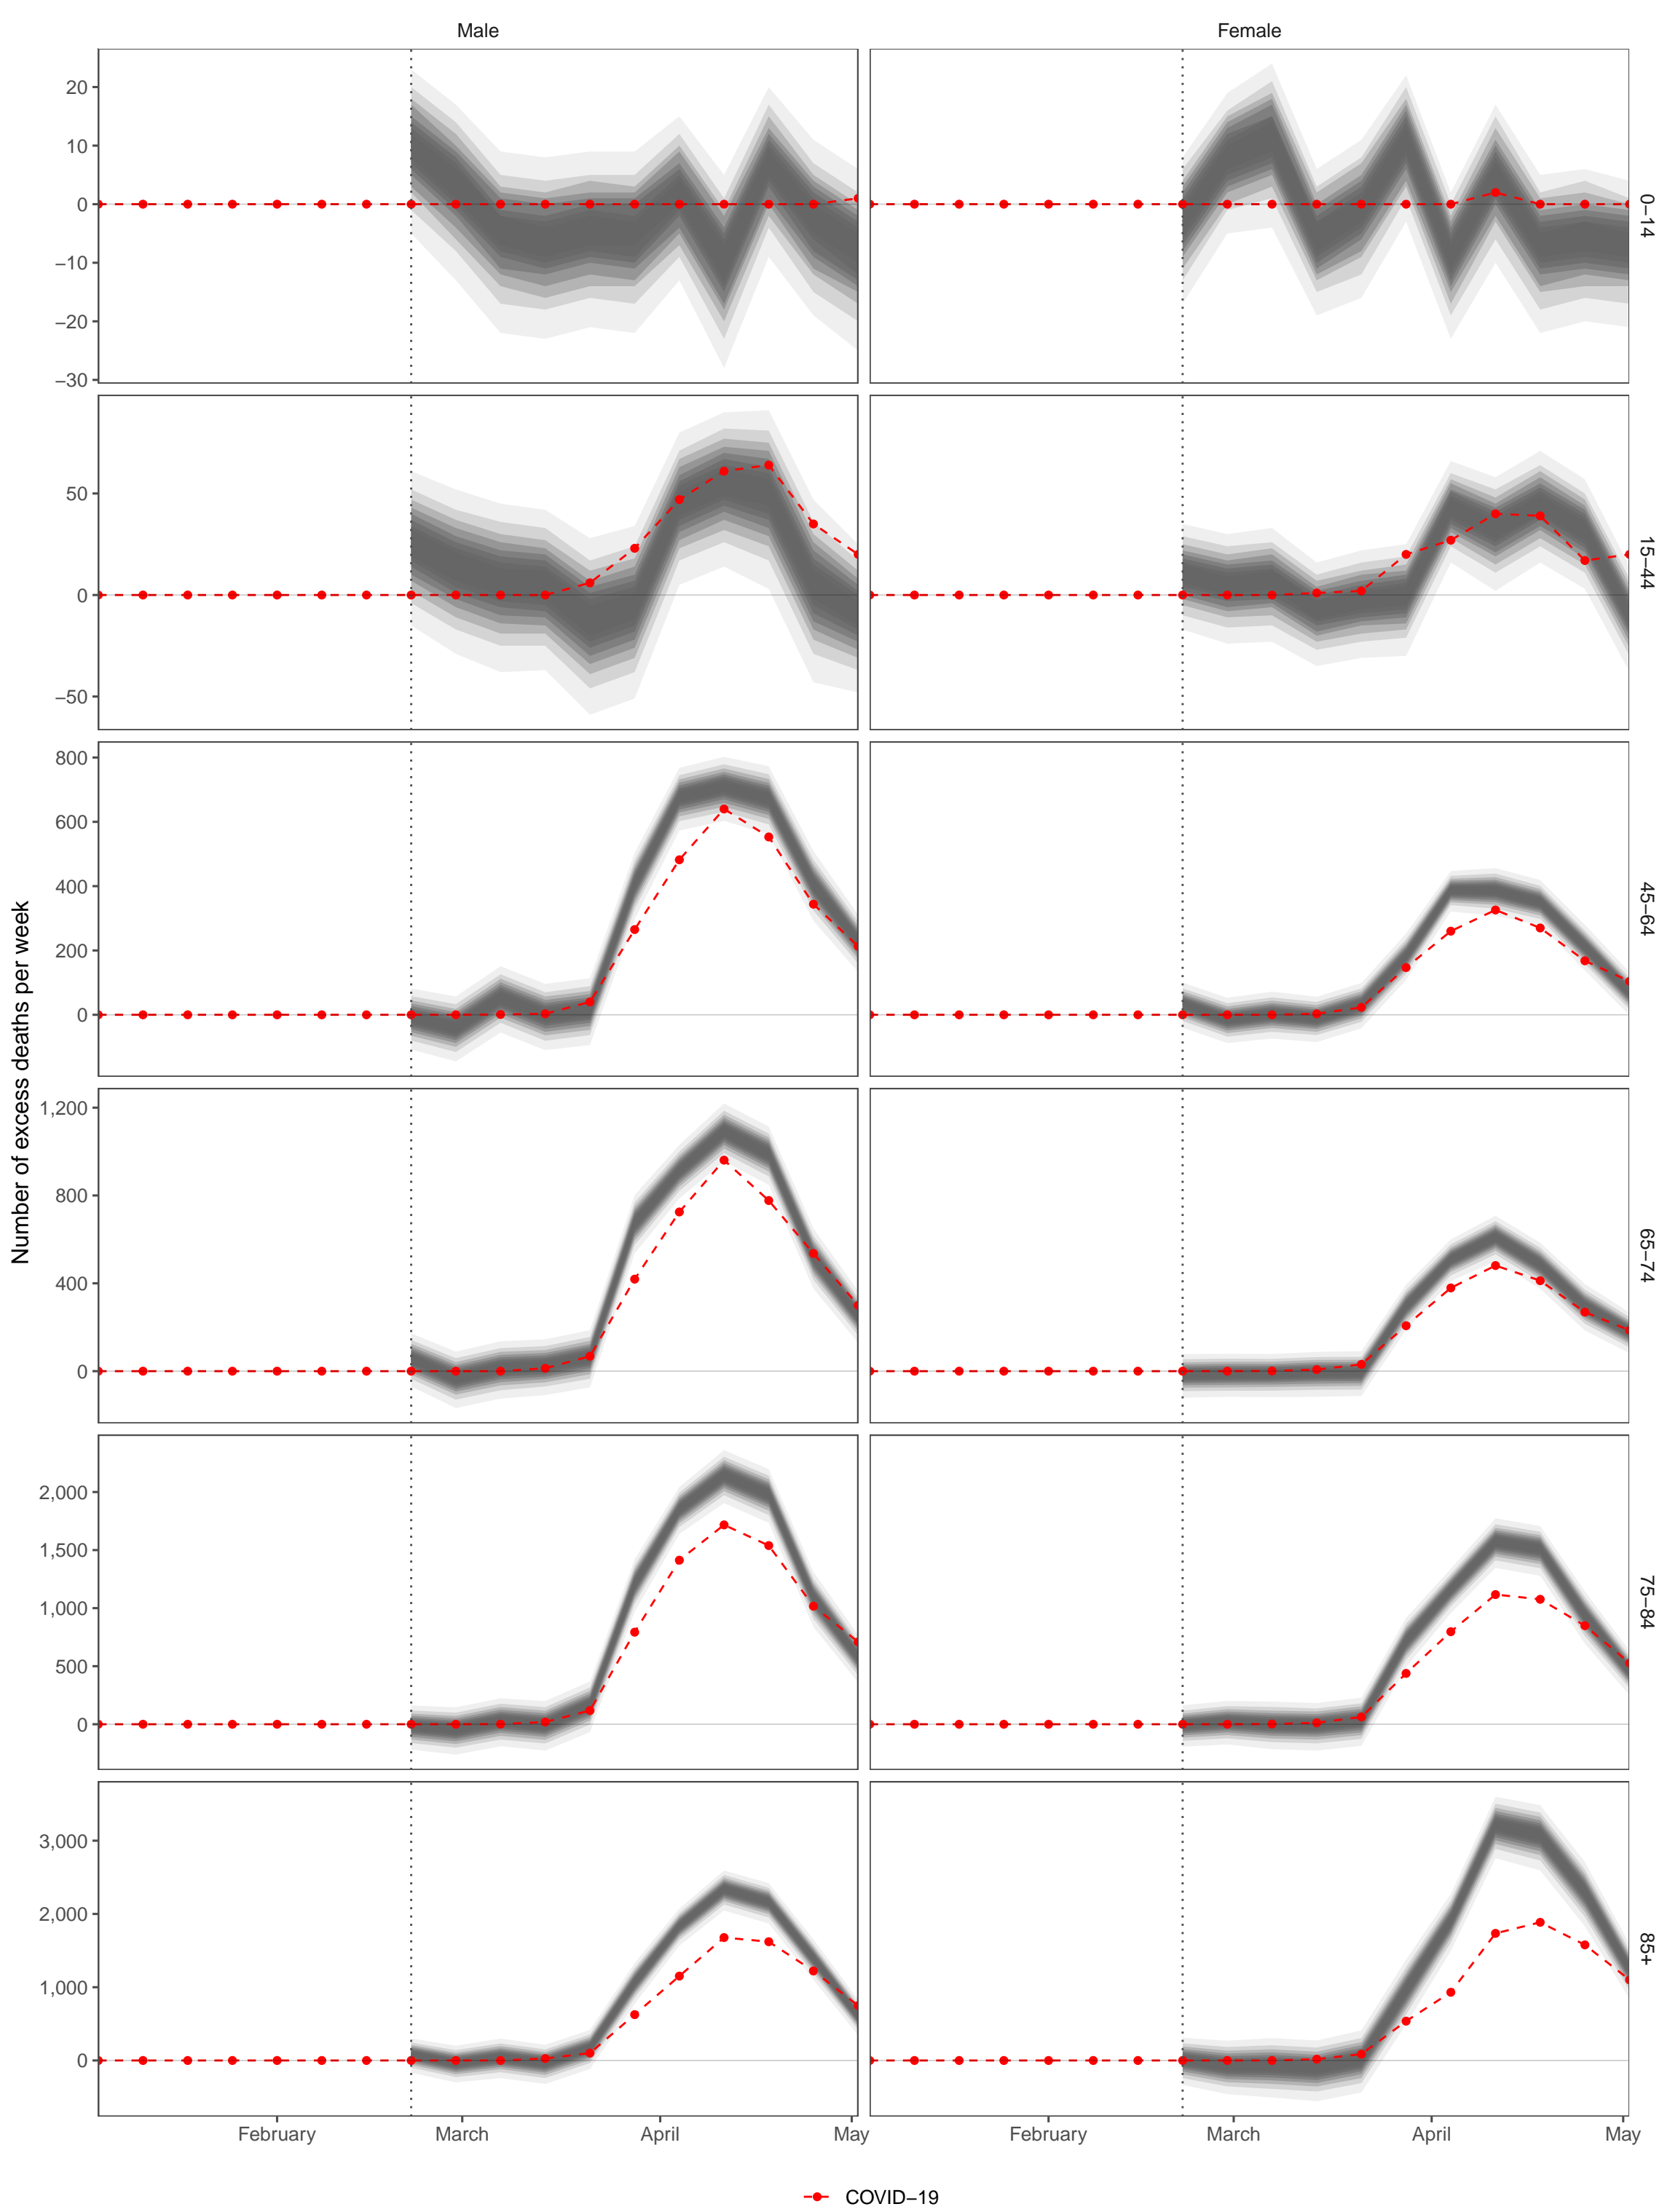 Male
Female
20
10
0
−10
−20
−30
0−14
50
0
−50
15−44
800
600
400
200
0
45−64
Number of excess deaths per week
1,200
800
400
0
65−74
2,000
1,500
1,000
500
0
75−84
3,000
2,000
1,000
0
85+
February
March
April
May
February
March
April
May
COVID−19